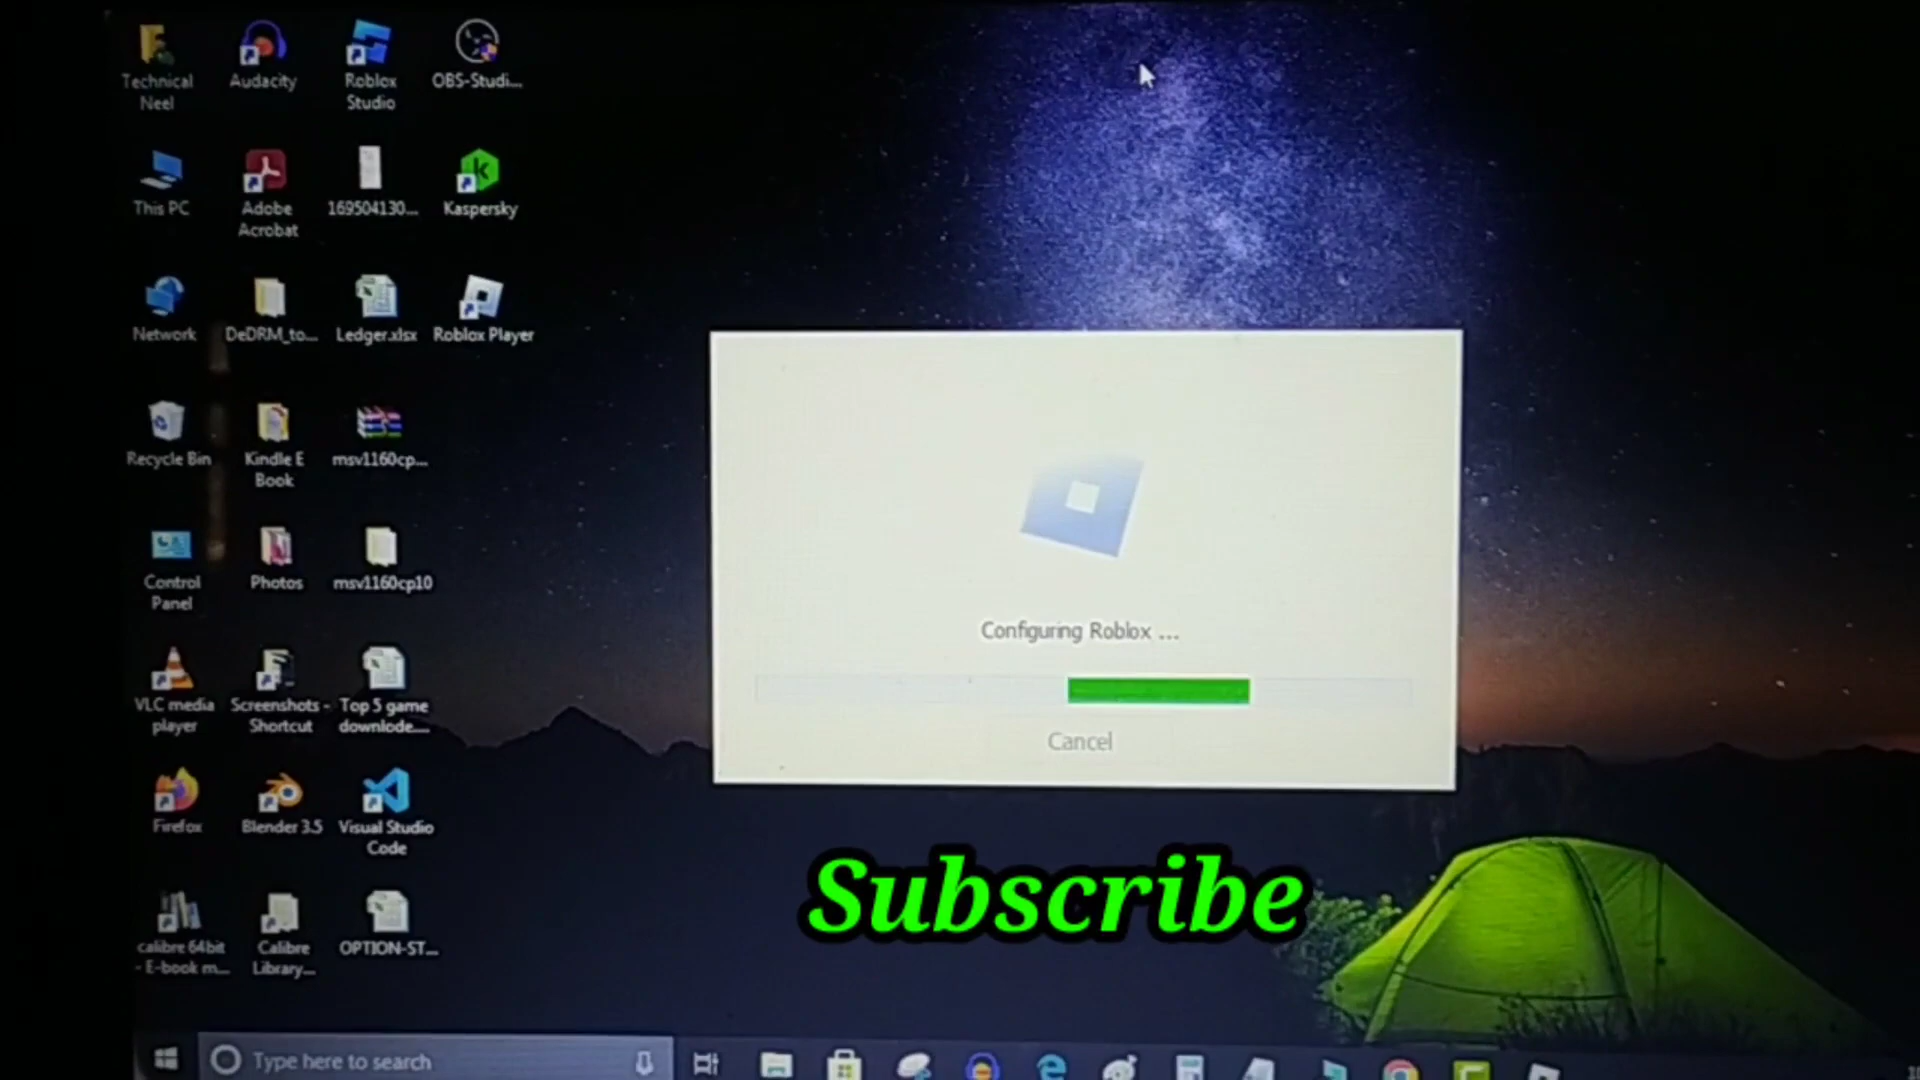 Technical
Neel
Audacity
Roblox
Studio
OBS-Studi...
This PC
Adobe
Acrobat
169504130...
Kaspersky
Network
DeDRM_to...
Ledger.xlsx
Roblox Player
Recycle Bin
Kindle E
Book
msv1160cp...
Control
Panel
Photos
msv1160cp10
VLC media
player
Screenshots -
Shortcut
Top 5 game
downlode....
Firefox
Blender 3.5
Visual Studio
Code
calibre 64bit
- E-book m...
Calibre
Library...
OPTION-ST...
Configuring Roblox ...
Cancel
Subscribe
Type here to search